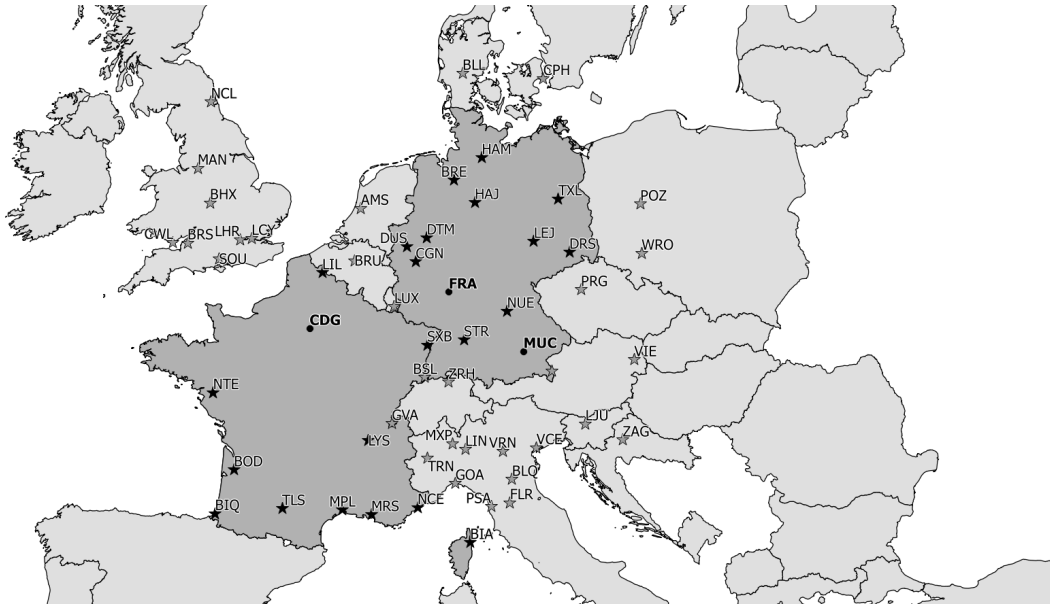 BLL
CPH
NCL
HAM
MAN
BRE
BHX
AMS
HAJ
TXL
POZ
CWL
BRS
LHR
LCY
DTM
DUS
LEJ
DRS
WRO
SOU
LIL
BRU
CGN
PRG
LUX
FRA
NUE
CDG
SXB
STR
MUC
VIE
BSL
ZRH
NTE
GVA
LJU
LYS
MXP
LIN
VRN
VCE
ZAG
BOD
TRN
GOA
BLQ
BIQ
TLS
MPL
MRS
NCE
PSA
FLR
BIA